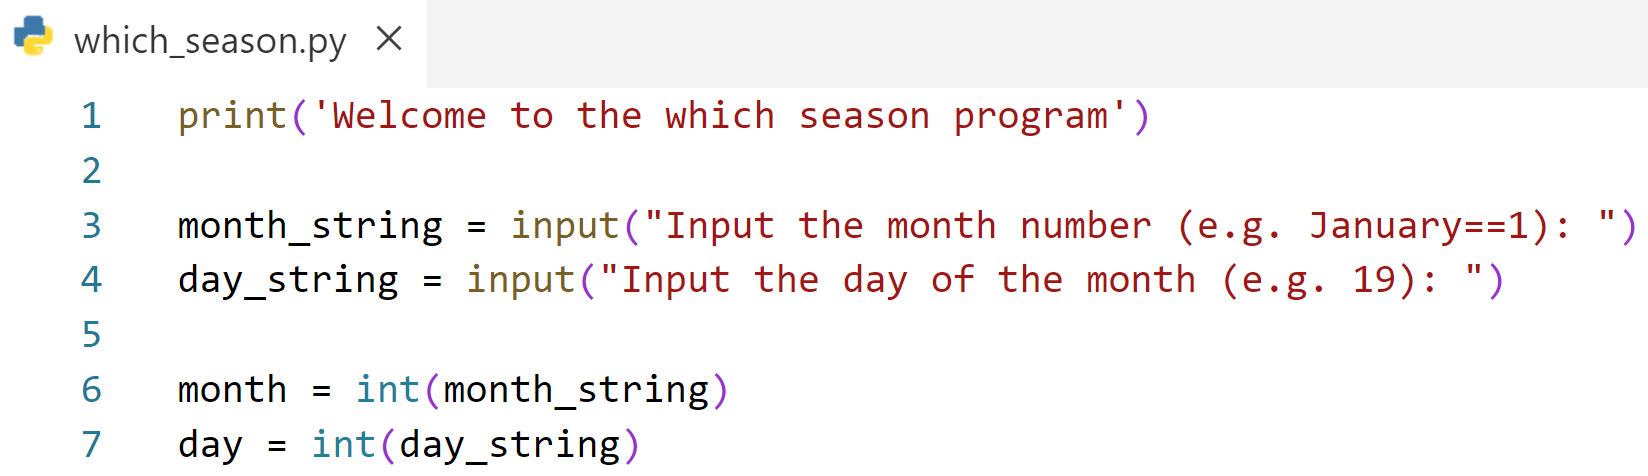 which_season.py ×
1 print('Welcome to the which season program')
2
3 month_string = input("Input the month number (e.g. January==1): ")
4 day_string = input("Input the day of the month (e.g. 19): ")
5
6 month = int(month_string)
7 day = int(day_string)